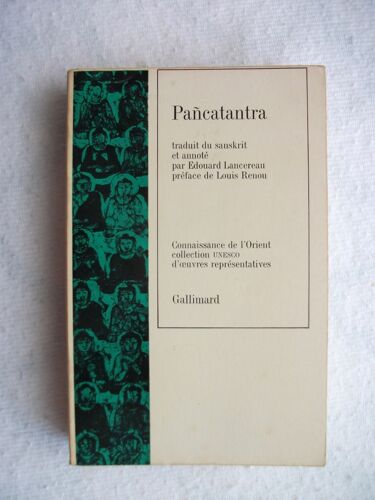 Pañcatantra
traduit du sanskrit
et annoté
par Edouard Lancereau
préface de Louis Renou
Connaissance de l'Orient
collection UNESCO
d'œuvres représentatives
Gallimard